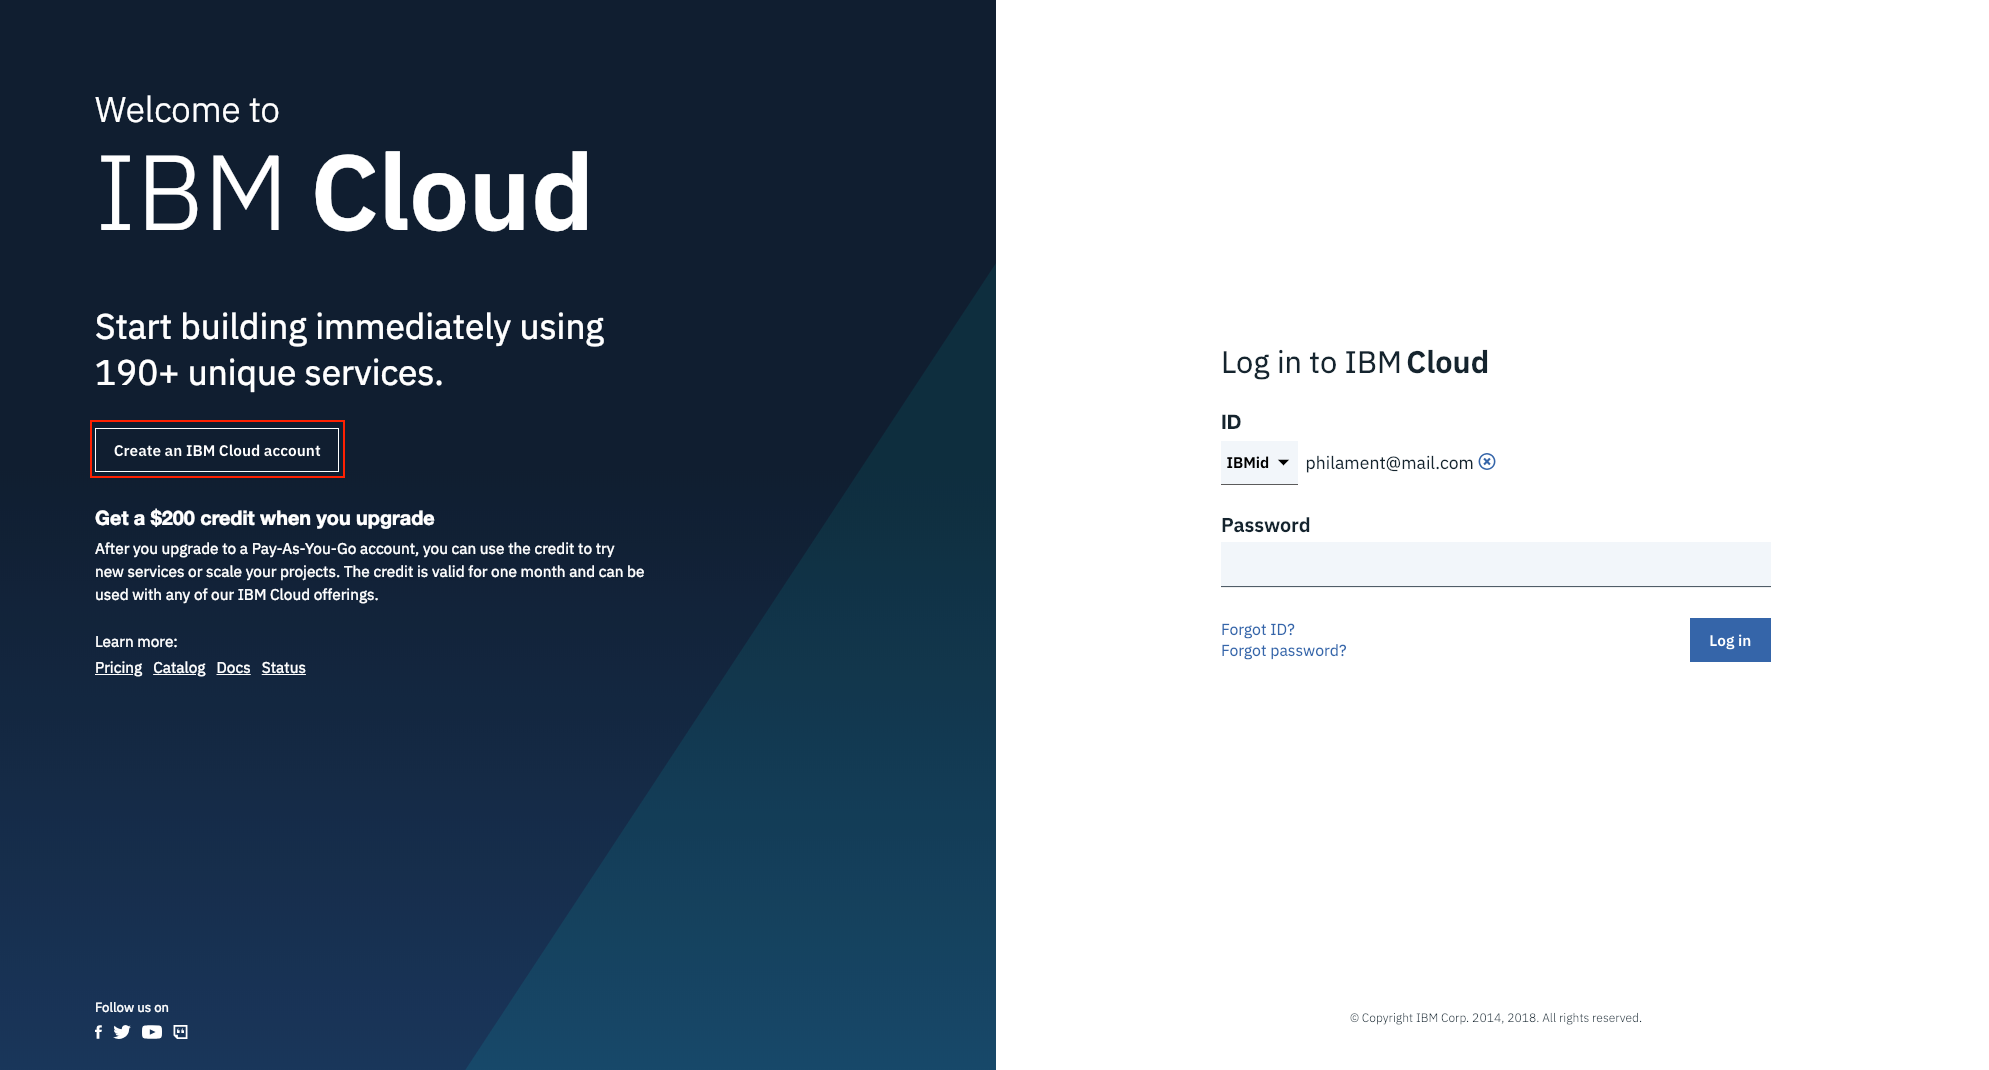 Welcome to
IBM Cloud
Start building immediately using
190+ unique services.
Create an IBM Cloud account
Get a $200 credit when you upgrade
After you upgrade to a Pay-As-You-Go account, you can use the credit to try
new services or scale your projects. The credit is valid for one month and can be
used with any of our IBM Cloud offerings.
Learn more:
Pricing Catalog Docs Status
Follow us on
Log in to IBM Cloud
ID
IBMid philament@mail.com
Password
Forgot ID?
Forgot password?
Log in
© Copyright IBM Corp. 2014, 2018. All rights reserved.